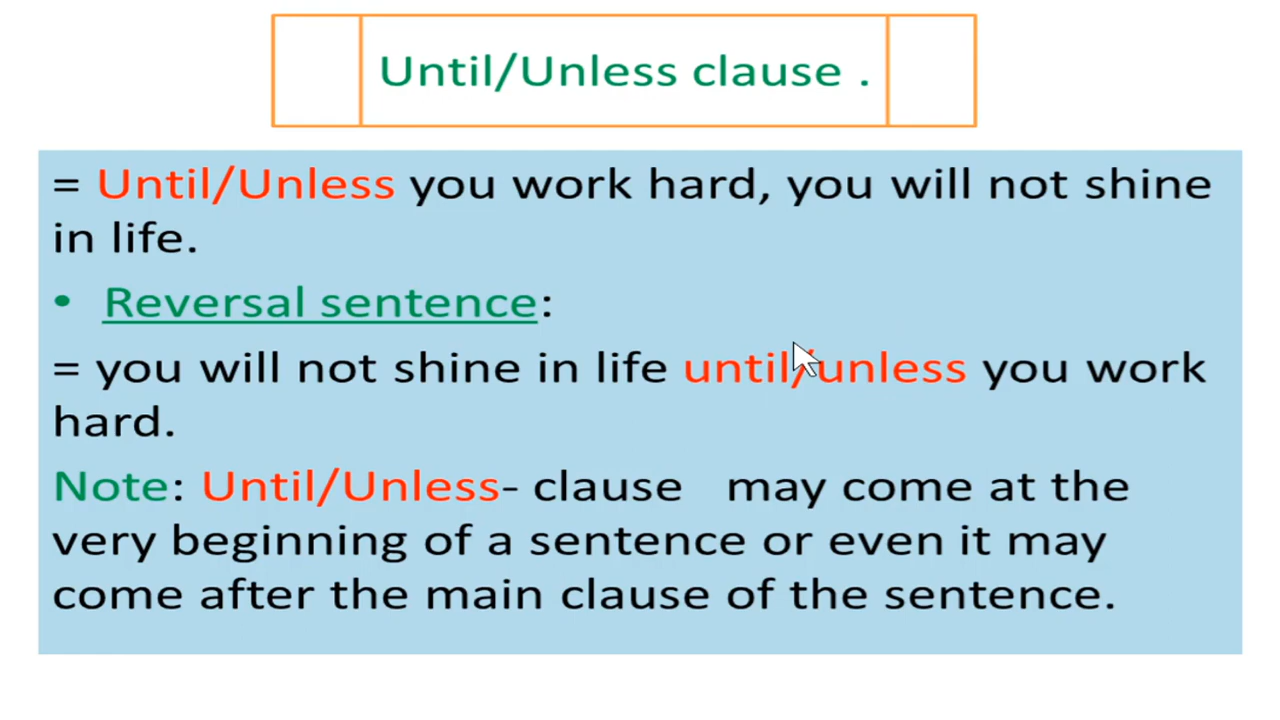 Until/Unless clause .
= Until/Unless you work hard, you will not shine
in life.
• Reversal sentence:
= you will not shine in life until/unless you work
hard.
Note: Until/Unless- clause may come at the
very beginning of a sentence or even it may
come after the main clause of the sentence.